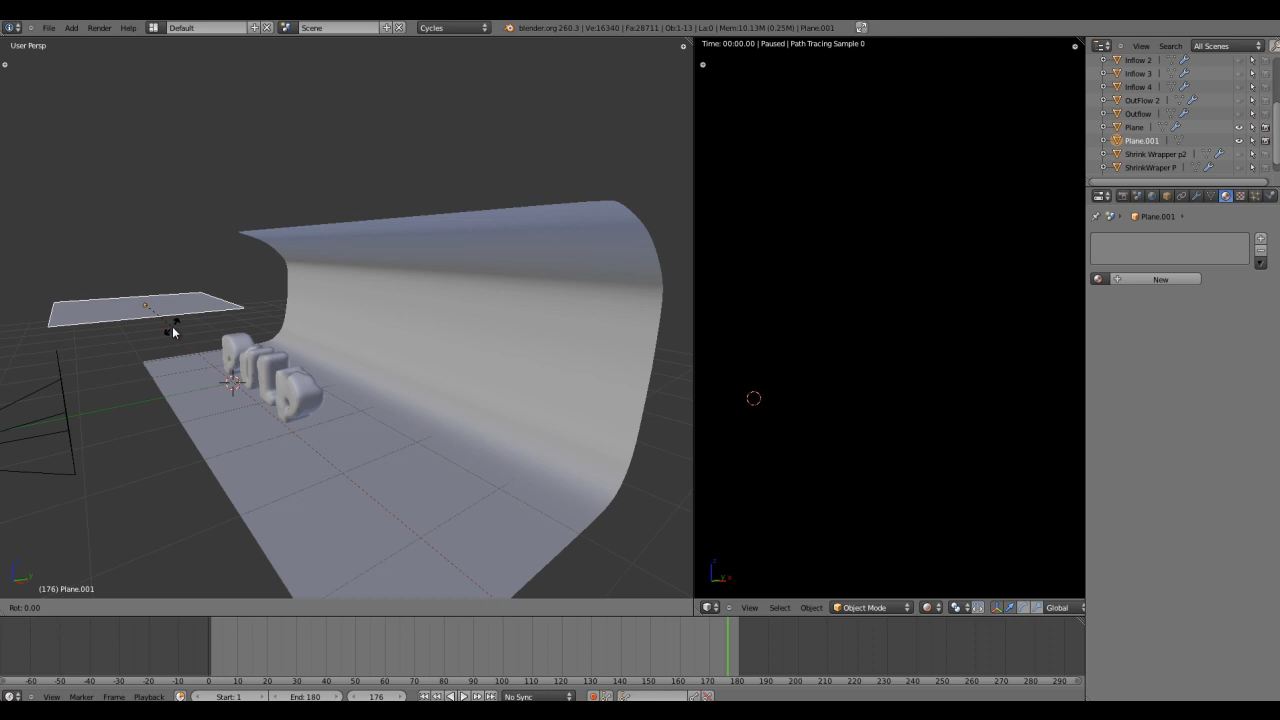 File Add Render Help Default Scene Cycles blender.org 260.3 | Ve:16340 | Fa:28711 | Ob:1-13 | La:0 | Mem:10.13M (0.25M) | Plane.001
User Persp
Time: 00:00.00 | Paused | Path Tracing Sample 0
View Search All Scenes
Inflow 2
Inflow 3
Inflow 4
OutFlow 2
Outflow
Plane
Plane.001
Shrink Wrapper p2
ShrinkWraper P
Plane.001
New
(176) Plane.001
Rot: 0.00
View Select Object Object Mode Global
-60 -50 -40 -30 -20 -10 0 10 20 30 40 50 60 70 80 90 100 110 120 130 140 150 160 170 180 190 200 210 220 230 240 250 260 270 280 290
View Marker Frame Playback Start: 1 End: 180 176 No Sync